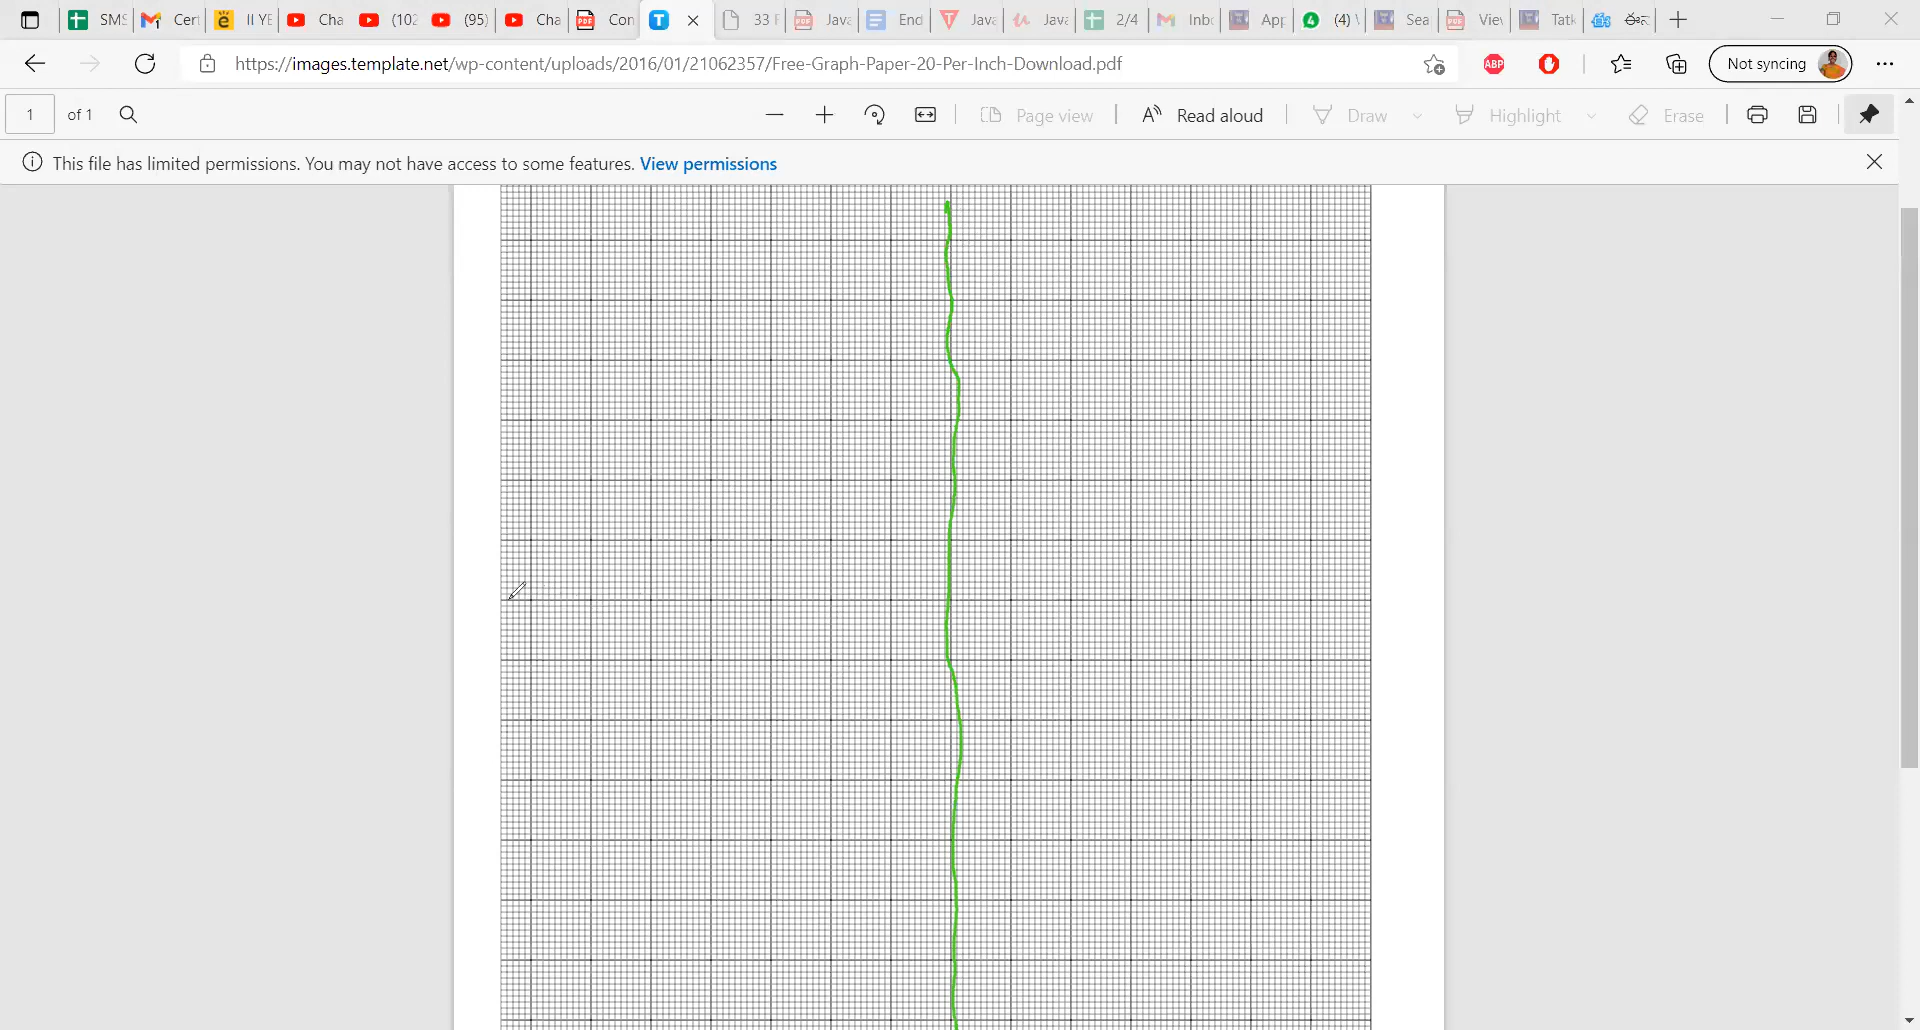 SMS Cert II YE Cha (102 (95) Cha Con 33 F Java End Java Java 2/4 Inbo App (4) \ Sea View Tatk
https://images.template.net/wp-content/uploads/2016/01/21062357/Free-Graph-Paper-20-Per-Inch-Download.pdf ABP Not syncing
1 of 1 Page view Read aloud Draw Highlight Erase
This file has limited permissions. You may not have access to some features. View permissions